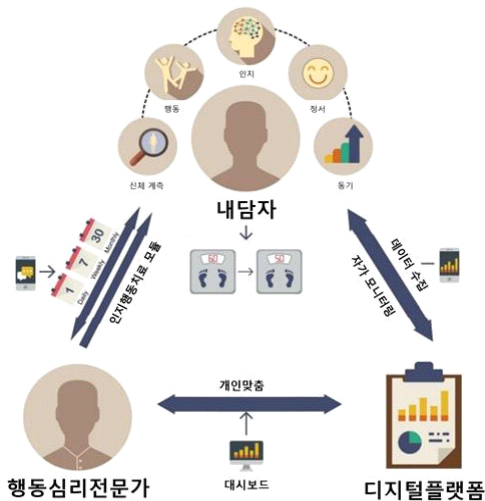 인지
행동
정서
신체 계측
동기
내담자
60
50
30
Monthly
7
Weekly
1
Daily
인지행동치료 모듈
데이터 수집
자가 모니터링
개인맞춤
대시보드
행동심리전문가
디지털플랫폼